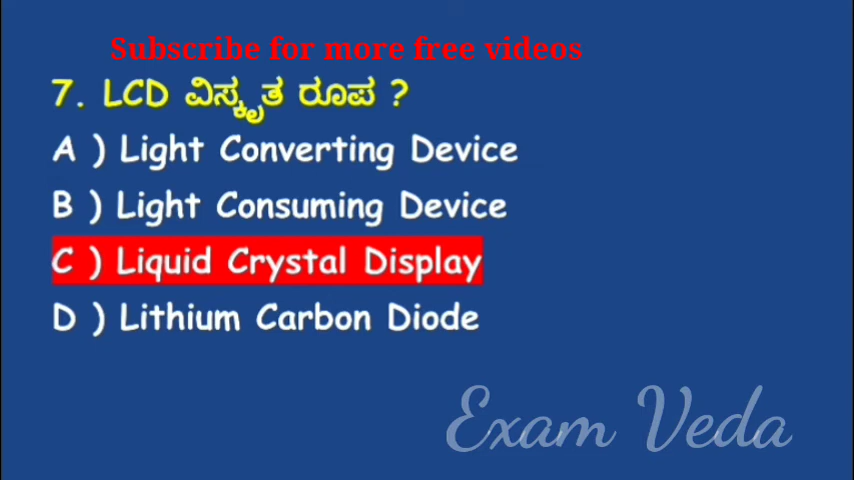 Subscribe for more free videos
7. LCD ವಿಸ್ಕೃತ ರೂಪ ?
A ) Light Converting Device
B ) Light Consuming Device
C ) Liquid Crystal Display
D ) Lithium Carbon Diode
Exam Veda